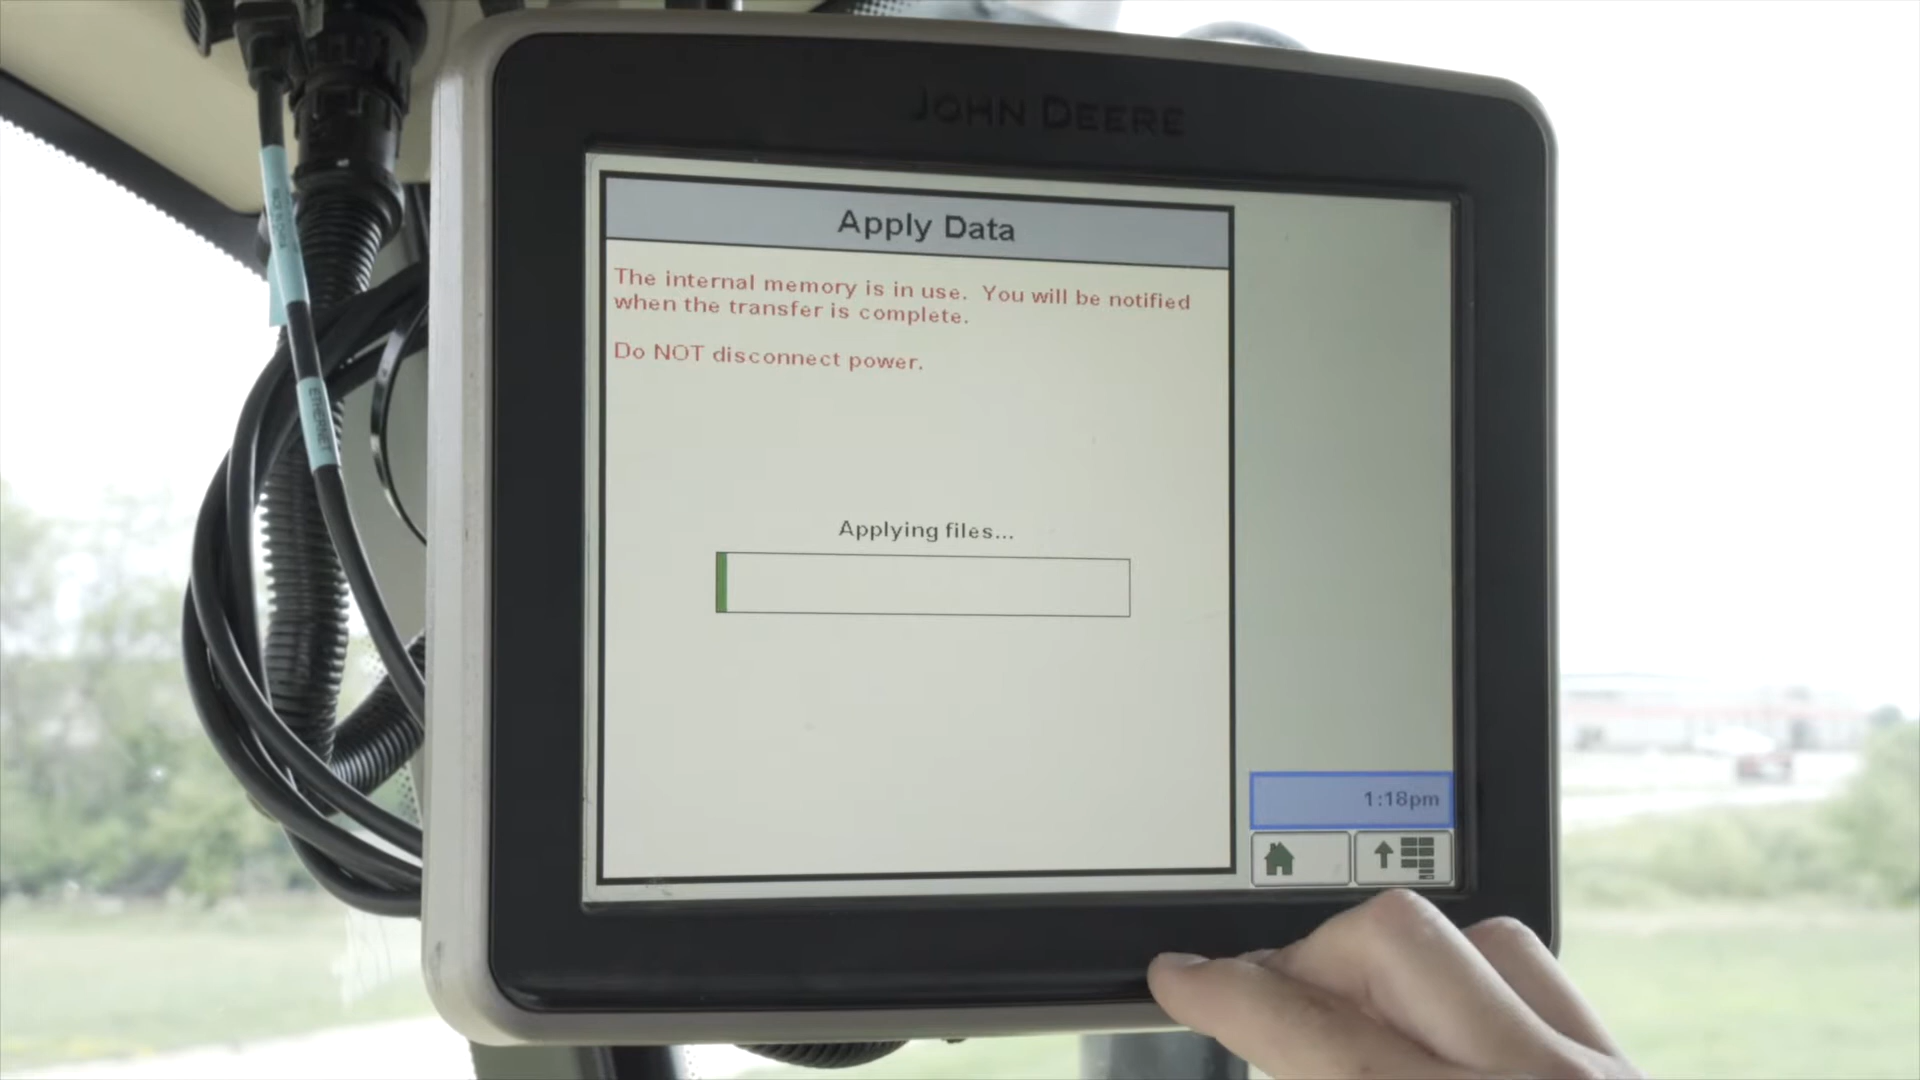 JOHN DEERE
Apply Data
The internal memory is in use. You will be notified
when the transfer is complete.
Do NOT disconnect power.
ETHERNET
Applying files...
1:18pm